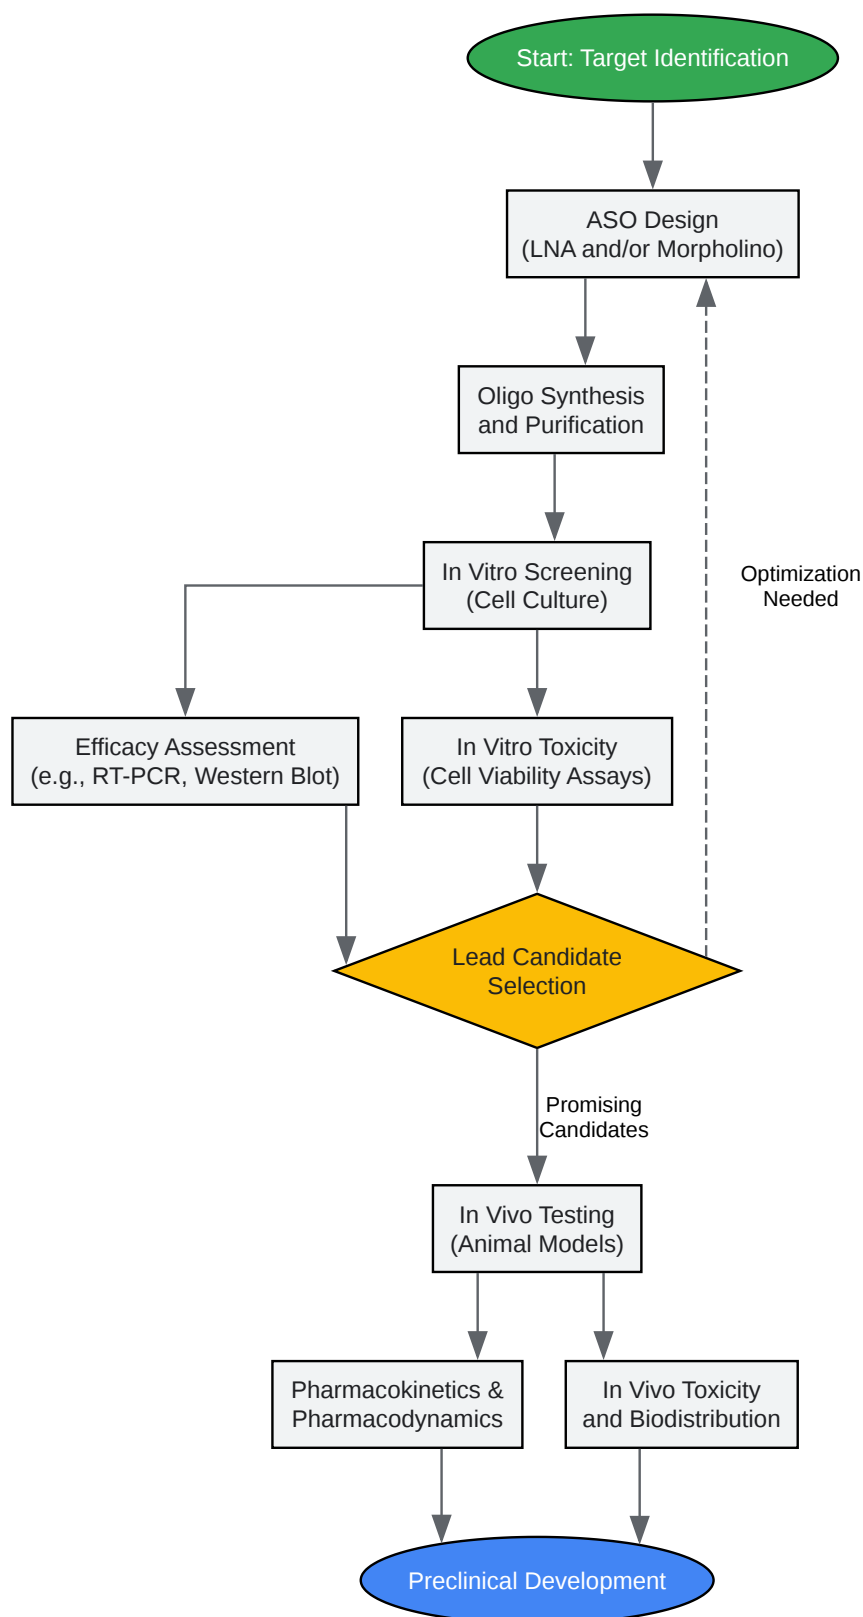 Start: Target Identification
ASO Design
(LNA and/or Morpholino)
Oligo Synthesis
and Purification
In Vitro Screening
(Cell Culture)
Optimization
Needed
Efficacy Assessment
(e.g., RT-PCR, Western Blot)
In Vitro Toxicity
(Cell Viability Assays)
Lead Candidate
Selection
Promising
Candidates
In Vivo Testing
(Animal Models)
Pharmacokinetics &
Pharmacodynamics
In Vivo Toxicity
and Biodistribution
Preclinical Development